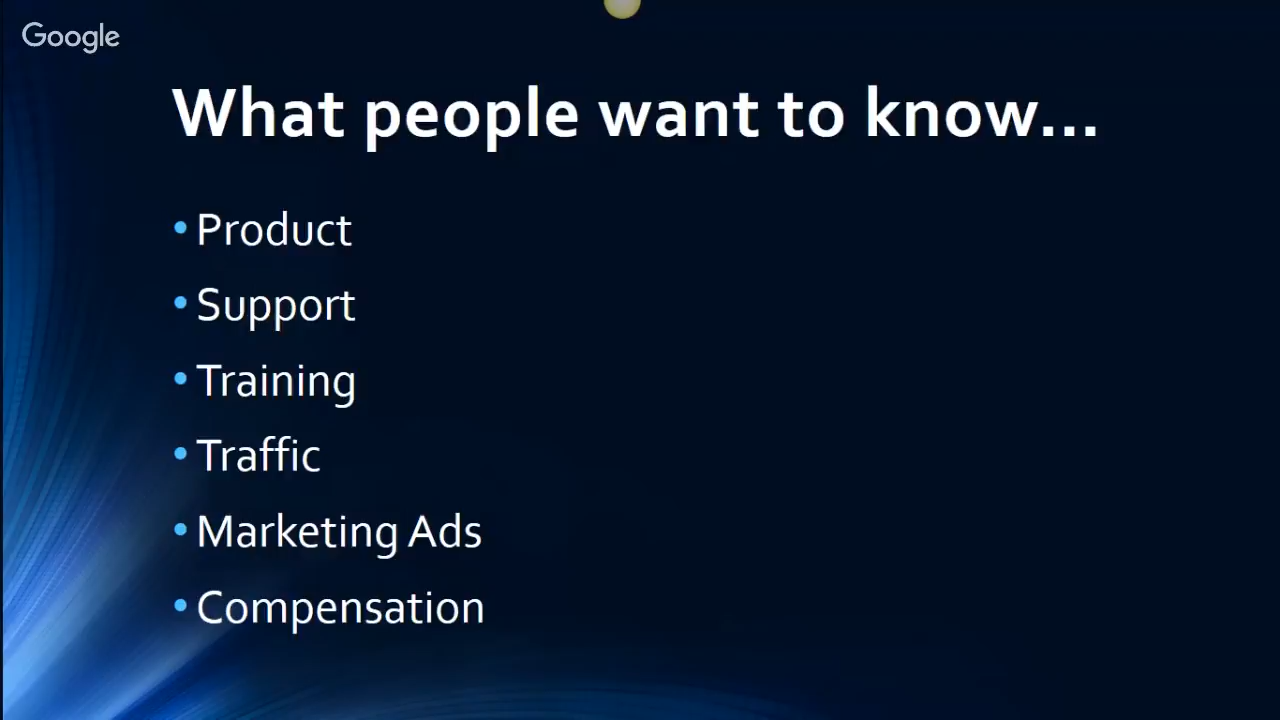 Google
What people want to know...
• Product
• Support
• Training
• Traffic
• Marketing Ads
• Compensation